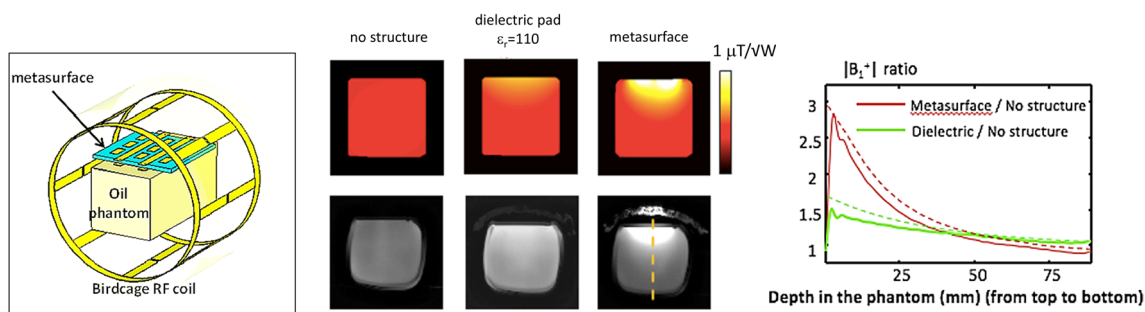 metasurface
Oil
phantom
Birdcage RF coil
no structure
dielectric pad
εr=110
metasurface
1 μT/√W
|B1+| ratio
3
2.5
2
1.5
1
Metasurface / No structure
Dielectric / No structure
25
50
75
Depth in the phantom (mm) (from top to bottom)